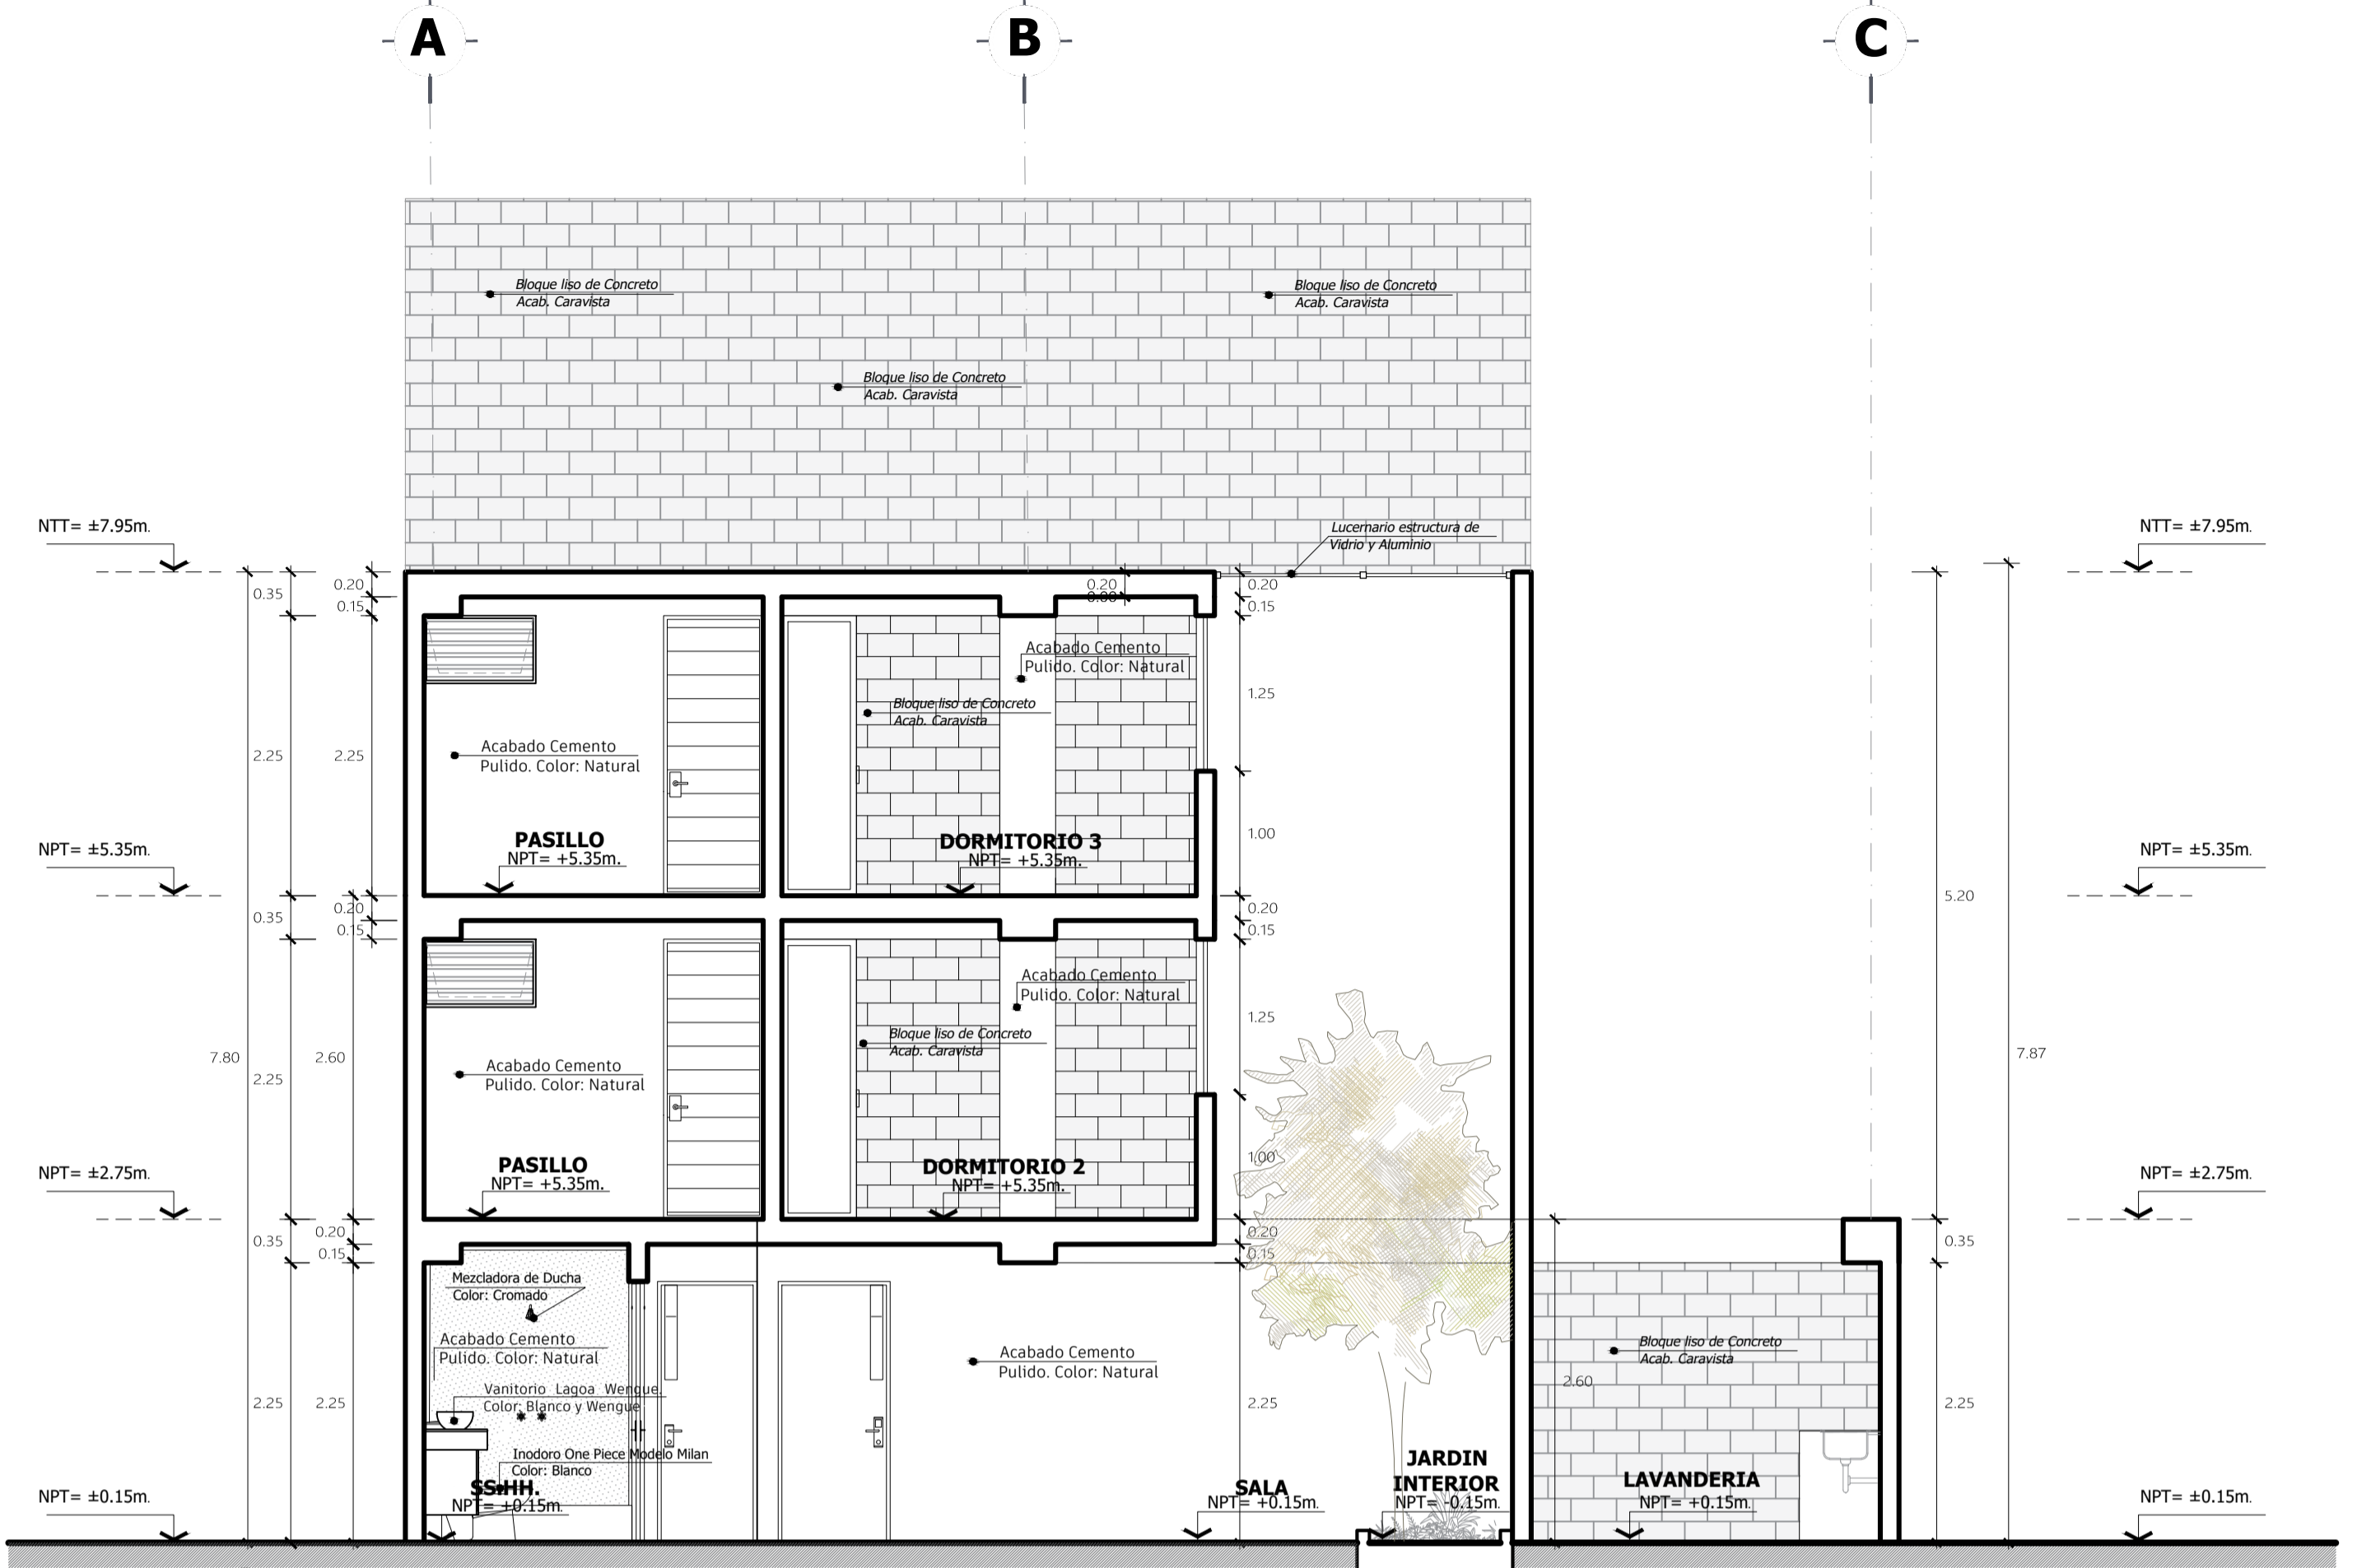 A
B
C
Bloque liso de Concreto
Acab. Caravista
Bloque liso de Concreto
Acab. Caravista
Bloque liso de Concreto
Acab. Caravista
NTT= ±7.95m.
Lucernario estructura de
Vidrio y Aluminio
NTT= ±7.95m.
0.35
0.20
0.15
0.20
0.00
0.20
0.15
Acabado Cemento
Pulido. Color: Natural
Bloque liso de Concreto
Acab. Caravista
1.25
Acabado Cemento
Pulido. Color: Natural
2.25
2.25
PASILLO
NPT= +5.35m.
DORMITORIO 3
NPT= +5.35m.
1.00
NPT= ±5.35m.
NPT= ±5.35m.
5.20
0.35
0.20
0.15
0.20
0.15
Acabado Cemento
Pulido. Color: Natural
Bloque liso de Concreto
Acab. Caravista
1.25
7.80
2.25
2.60
Acabado Cemento
Pulido. Color: Natural
7.87
PASILLO
NPT= +5.35m.
DORMITORIO 2
NPT= +5.35m.
1.00
NPT= ±2.75m.
NPT= ±2.75m.
0.35
0.20
0.15
0.20
0.15
0.35
Mezcladora de Ducha
Color: Cromado
Acabado Cemento
Pulido. Color: Natural
Acabado Cemento
Pulido. Color: Natural
Bloque liso de Concreto
Acab. Caravista
2.60
Vanitorio Lagoa Wengue.
Color: Blanco y Wengue
2.25
2.25
2.25
2.25
Inodoro One Piece Modelo Milan
Color: Blanco
SS.HH.
NPT= +0.15m.
SALA
NPT= +0.15m.
JARDIN
INTERIOR
NPT= -0.15m.
LAVANDERIA
NPT= +0.15m.
NPT= ±0.15m.
NPT= ±0.15m.